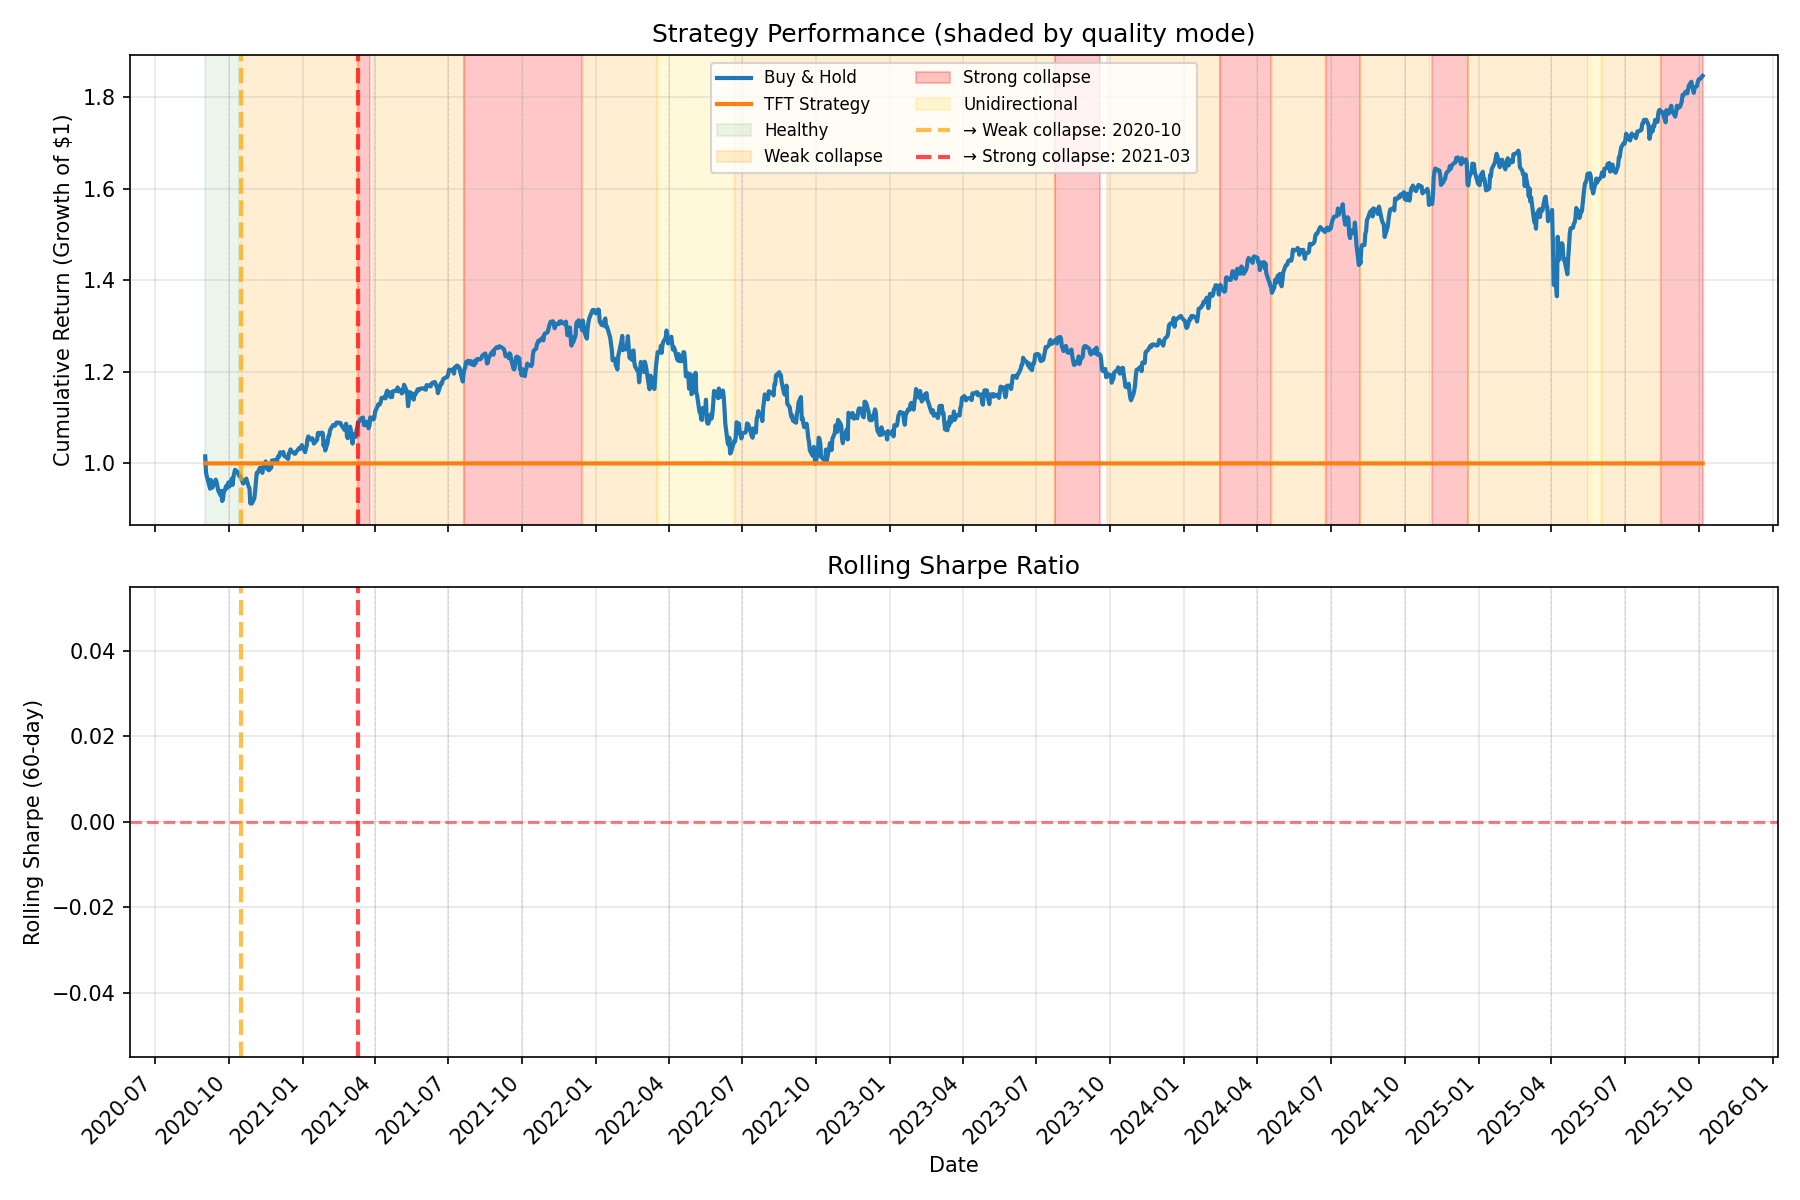 Strategy Performance (shaded by quality mode)
Cumulative Return (Growth of $1)
1.8
1.6
1.4
1.2
1.0
Buy & Hold
TFT Strategy
Healthy
Weak collapse
Strong collapse
Unidirectional
→ Weak collapse: 2020-10
→ Strong collapse: 2021-03
Rolling Sharpe Ratio
Rolling Sharpe (60-day)
0.04
0.02
0.00
−0.02
−0.04
2020-07
2020-10
2021-01
2021-04
2021-07
2021-10
2022-01
2022-04
2022-07
2022-10
2023-01
2023-04
2023-07
2023-10
2024-01
2024-04
2024-07
2024-10
2025-01
2025-04
2025-07
2025-10
2026-01
Date